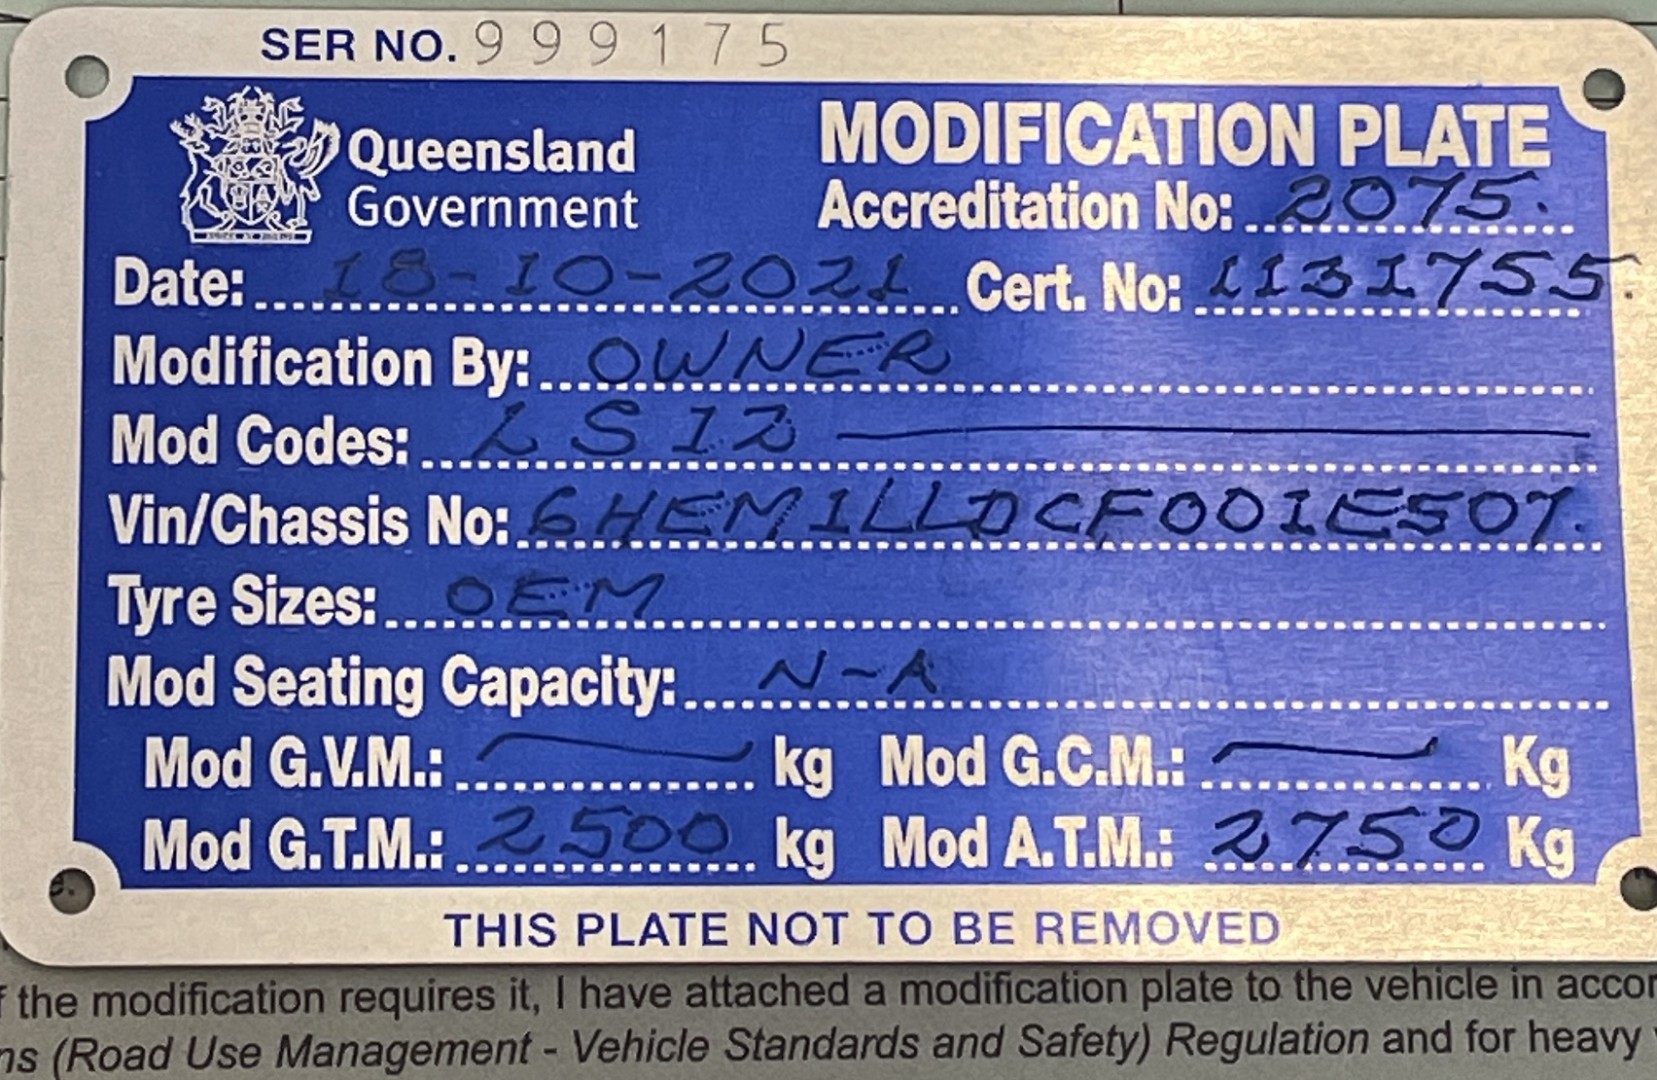 SER NO. 999175
Queensland
Government
MODIFICATION PLATE
Accreditation No: 2075.
Date: 18-10-2021 Cert. No: 1131755.
Modification By: OWNER
Mod Codes: LS12
Vin/Chassis No: 6HEM1LLDCF001E507.
Tyre Sizes: OEM
Mod Seating Capacity: N-A
Mod G.V.M.: — kg Mod G.C.M.: — Kg
Mod G.T.M.: 2500 kg Mod A.T.M.: 2750 Kg
THIS PLATE NOT TO BE REMOVED
f the modification requires it, I have attached a modification plate to the vehicle in accor
ns (Road Use Management - Vehicle Standards and Safety) Regulation and for heavy